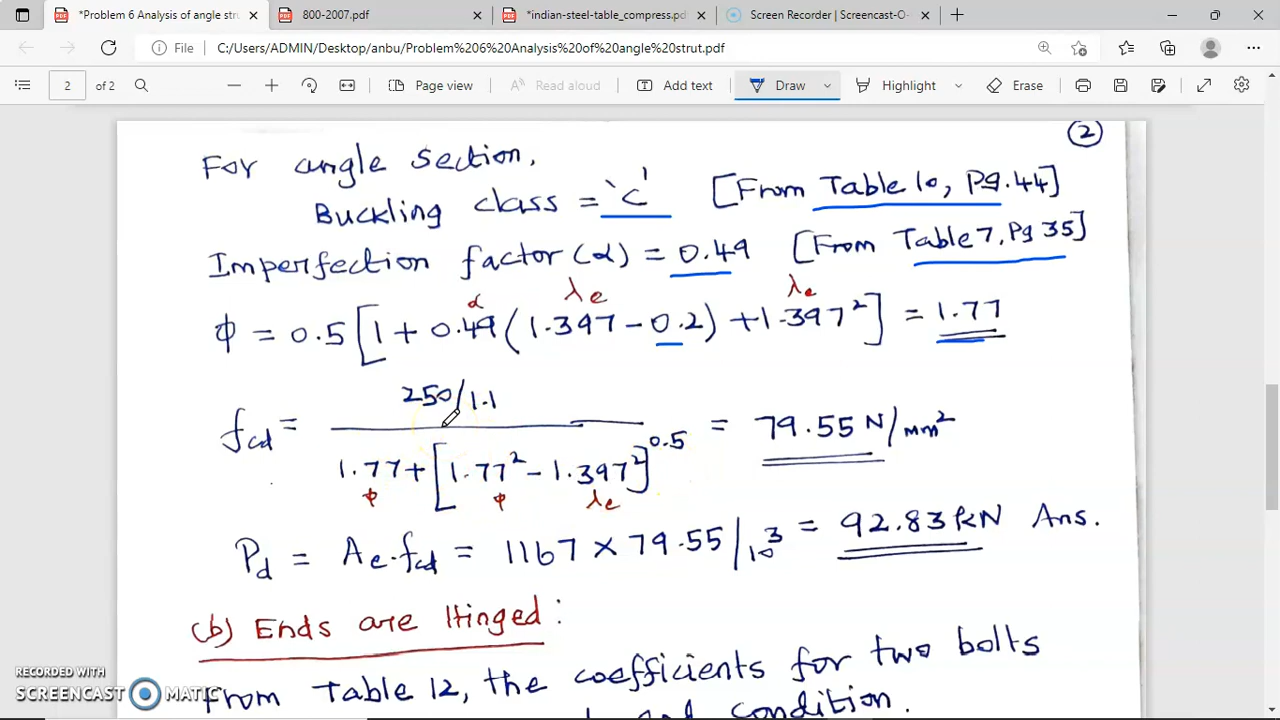 *Problem 6 Analysis of angle str
800-2007.pdf
*indian-steel-table_compress.pd
Screen Recorder | Screencast-O-
File C:/Users/ADMIN/Desktop/anbu/Problem%206%20Analysis%20of%20angle%20strut.pdf
2 of 2 Page view Read aloud Add text Draw Highlight Erase
2
For angle section,
Buckling class = 'c' [From Table 10, Pg.44]
Imperfection factor (α) = 0.49 [From Table 7, Pg 35]
α λe λe
φ = 0.5 [1 + 0.49 (1.397 - 0.2) + 1.397²] = 1.77
250/1.1
fcd = = 79.55 N/mm²
1.77 + [1.77² - 1.397²]^0.5
φ φ λe
Pd = Ae.fcd = 1167 × 79.55/10³ = 92.83 kN Ans.
(b) Ends are Hinged :
From Table 12, the coefficients for two bolts
condition.
RECORDED WITH
SCREENCAST MATIC